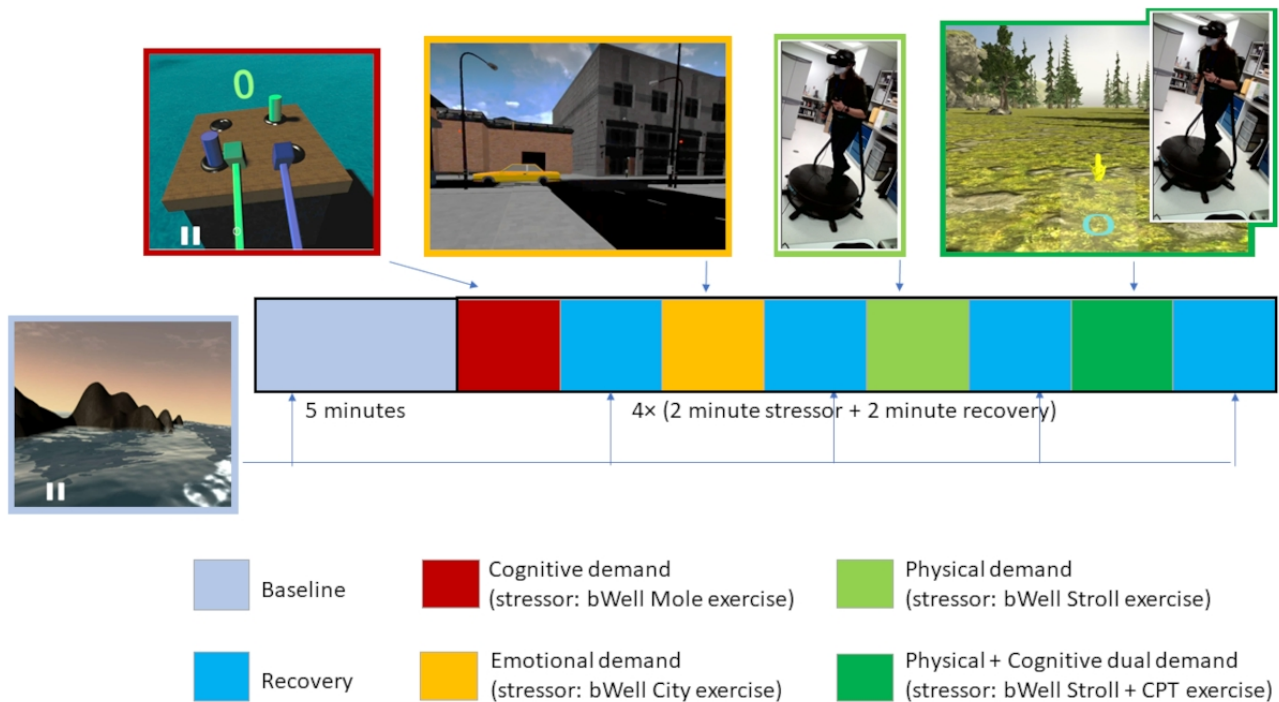 0
5 minutes
4× (2 minute stressor + 2 minute recovery)
Baseline
Cognitive demand
(stressor: bWell Mole exercise)
Physical demand
(stressor: bWell Stroll exercise)
Recovery
Emotional demand
(stressor: bWell City exercise)
Physical + Cognitive dual demand
(stressor: bWell Stroll + CPT exercise)